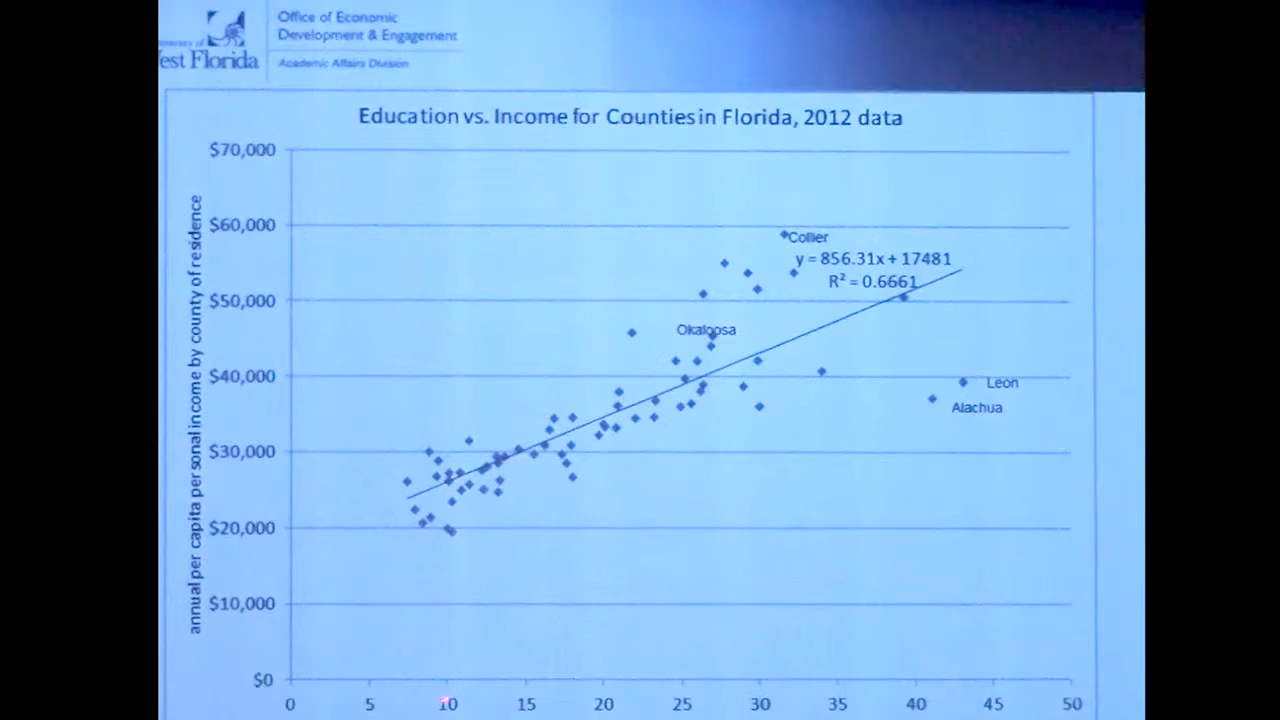 Office of Economic
Development & Engagement
est Florida
Academic Affairs Division
Education vs. Income for Counties in Florida, 2012 data
annual per capita personal income by county of residence
$70,000
$60,000
$50,000
$40,000
$30,000
$20,000
$10,000
$0
Collier
y = 856.31x + 17481
R² = 0.6661
Okaloosa
Leon
Alachua
0 5 10 15 20 25 30 35 40 45 50